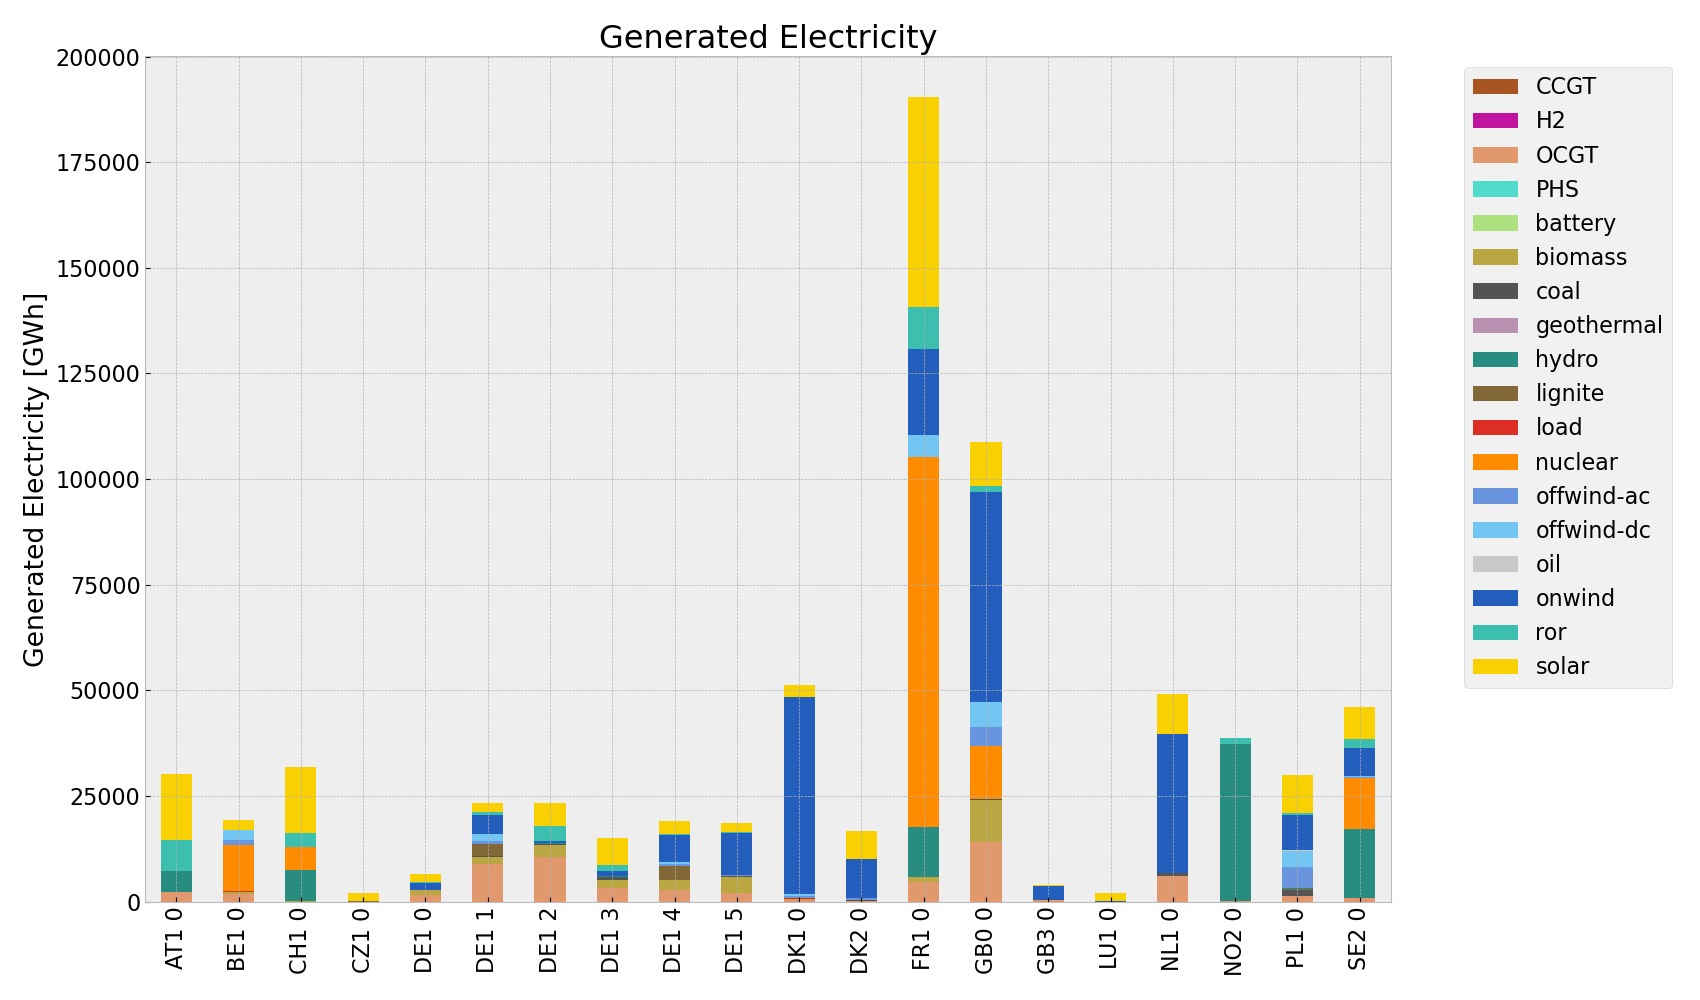 Generated Electricity
Generated Electricity [GWh]
200000
175000
150000
125000
100000
75000
50000
25000
0
AT1 0
BE1 0
CH1 0
CZ1 0
DE1 0
DE1 1
DE1 2
DE1 3
DE1 4
DE1 5
DK1 0
DK2 0
FR1 0
GB0 0
GB3 0
LU1 0
NL1 0
NO2 0
PL1 0
SE2 0
CCGT
H2
OCGT
PHS
battery
biomass
coal
geothermal
hydro
lignite
load
nuclear
offwind-ac
offwind-dc
oil
onwind
ror
solar